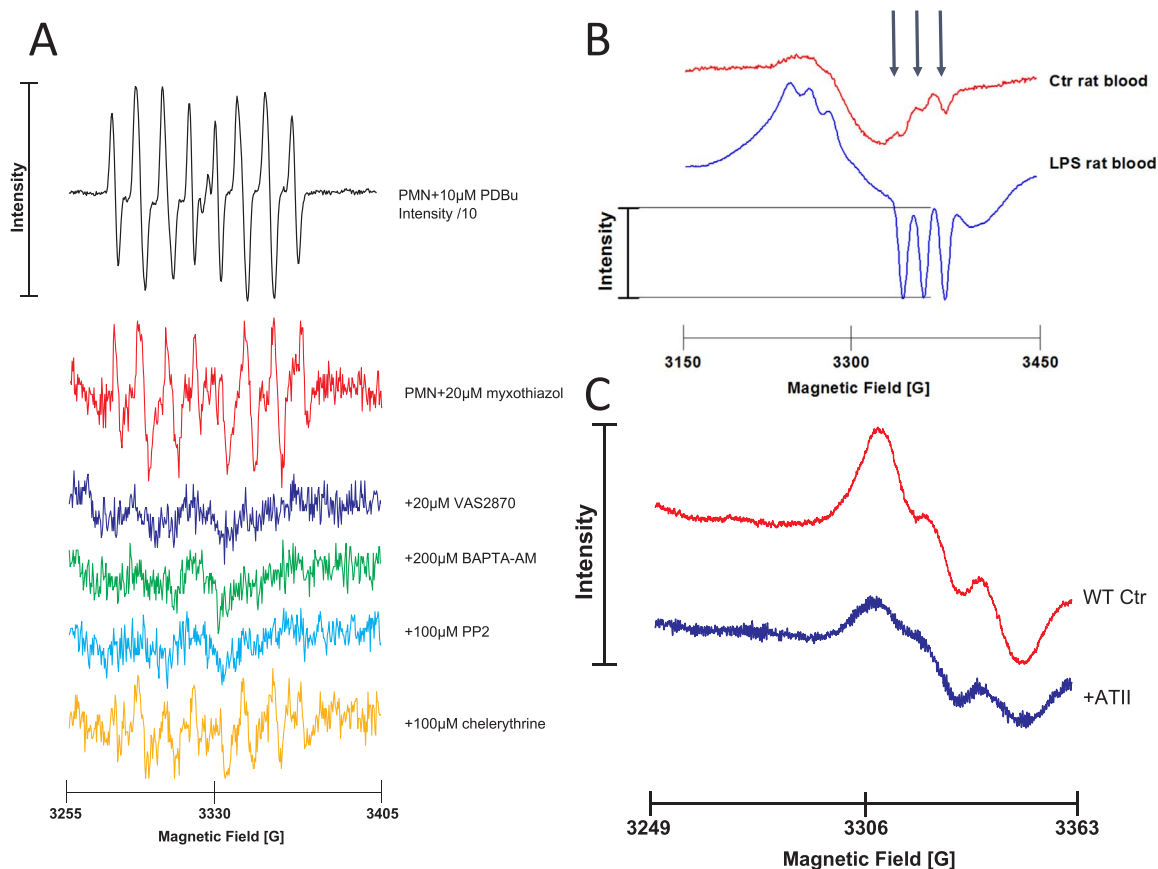 A
Intensity
PMN+10µM PDBu
Intensity /10
PMN+20µM myxothiazol
+20µM VAS2870
+200µM BAPTA-AM
+100µM PP2
+100µM chelerythrine
3255 3330 3405
Magnetic Field [G]
B
Ctr rat blood
LPS rat blood
Intensity
3150 3300 3450
Magnetic Field [G]
C
Intensity
WT Ctr
+ATII
3249 3306 3363
Magnetic Field [G]